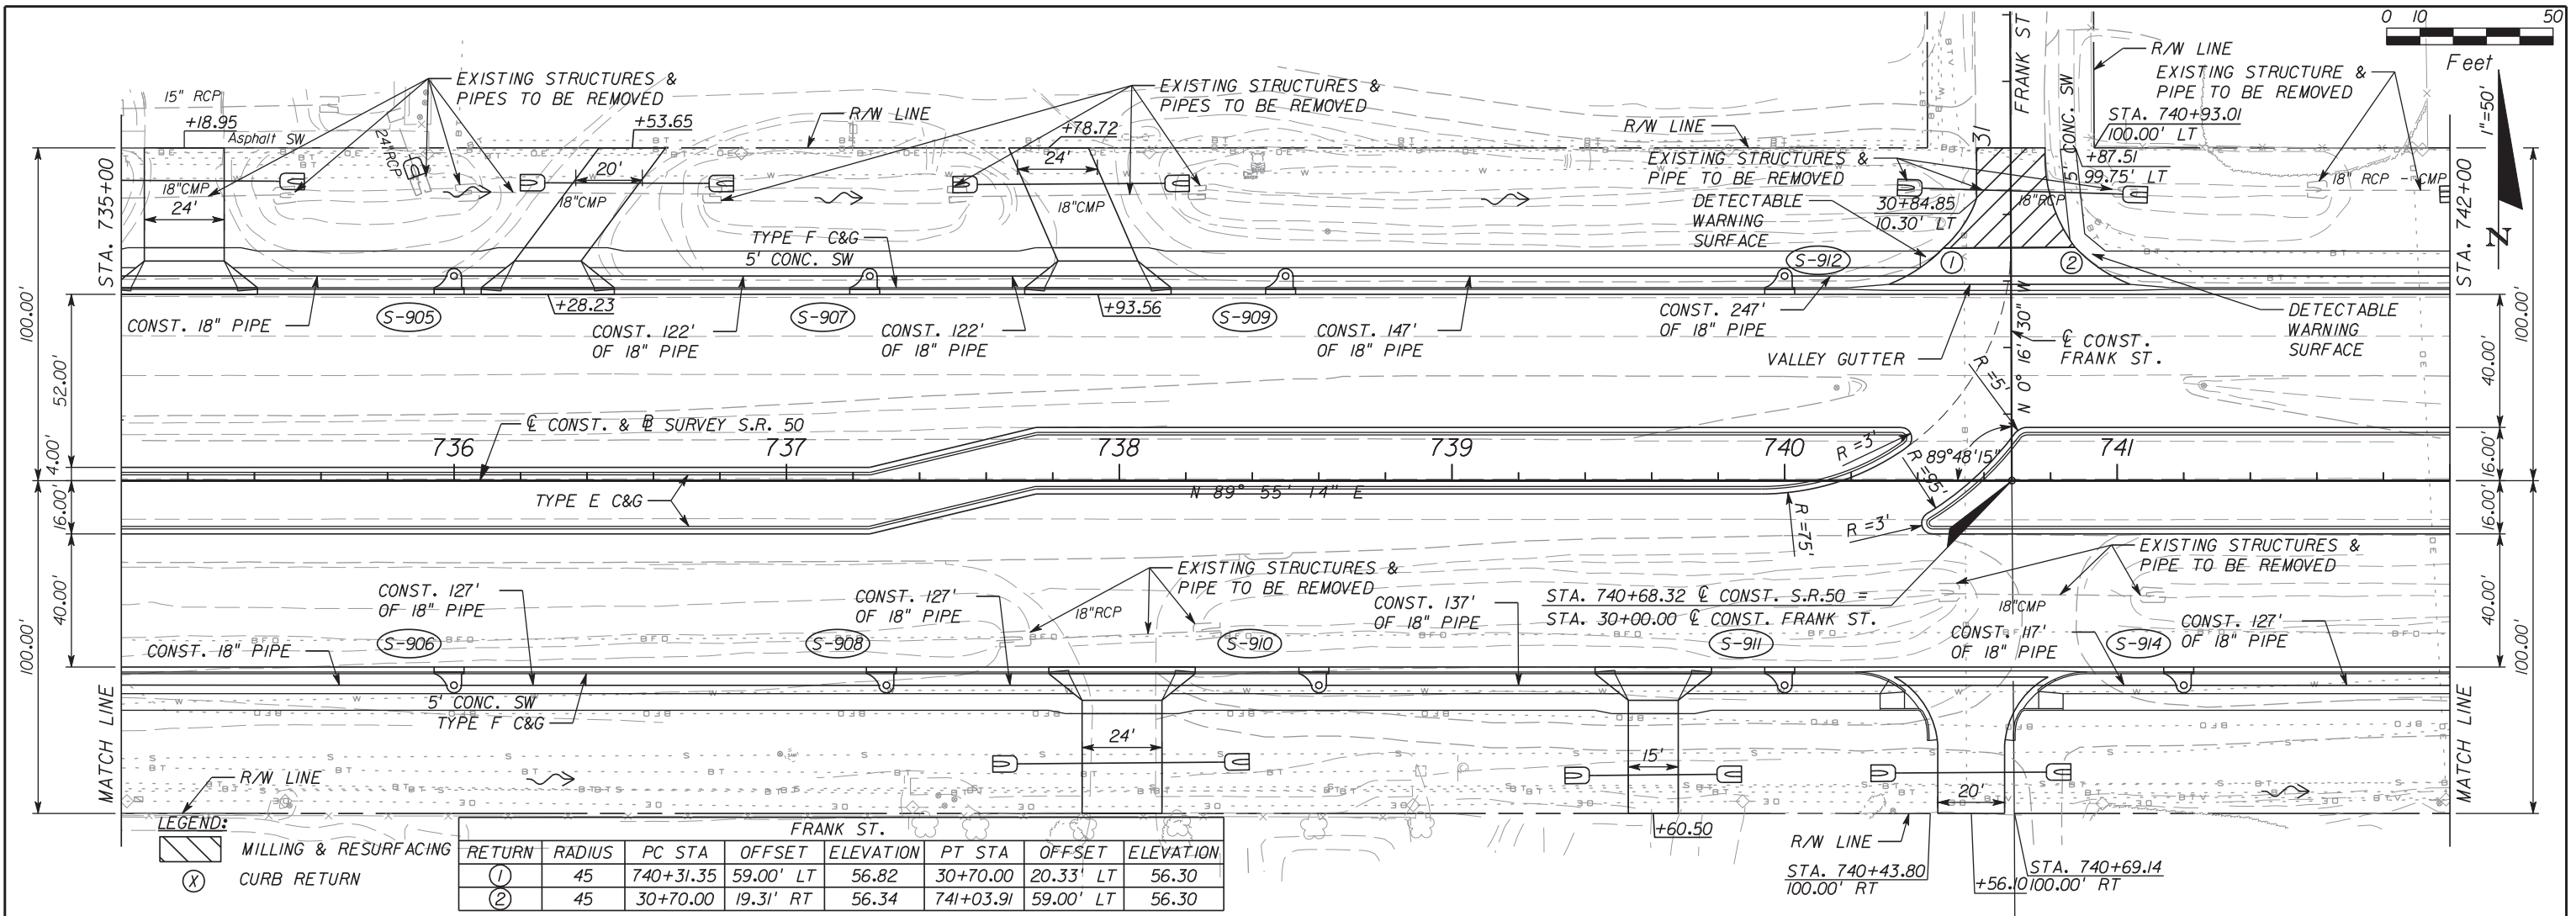 0 10 50
Feet
1"=50'
N
FRANK ST
R/W LINE
EXISTING STRUCTURE &
PIPE TO BE REMOVED
STA. 740+93.01
100.00' LT
5' CONC. SW
+87.51
99.75' LT
18" RCP - CMP
STA. 742+00
EXISTING STRUCTURES &
PIPES TO BE REMOVED
15" RCP
+18.95
Asphalt SW
24"RCP
+53.65
R/W LINE
EXISTING STRUCTURES &
PIPES TO BE REMOVED
+78.72
R/W LINE
31
EXISTING STRUCTURES &
PIPE TO BE REMOVED
18"CMP
24'
20'
18"CMP
24'
18"CMP
18"RCP
30+84.85
10.30' LT
DETECTABLE
WARNING
SURFACE
STA. 735+00
TYPE F C&G
5' CONC. SW
S-912
1
2
CONST. 18" PIPE
S-905
+28.23
CONST. 122'
OF 18" PIPE
S-907
CONST. 122'
OF 18" PIPE
+93.56
S-909
CONST. 147'
OF 18" PIPE
CONST. 247'
OF 18" PIPE
VALLEY GUTTER
N 0° 16' 30" W
℄ CONST.
FRANK ST.
DETECTABLE
WARNING
SURFACE
100.00'
52.00'
4.00'
16.00'
40.00'
100.00'
100.00'
40.00'
16.00'
16.00'
40.00'
100.00'
℄ CONST. & B SURVEY S.R. 50
736 737 738 739 740 741
R =5'
R =3'
89°48'15"
R =95'
TYPE E C&G
N 89° 55' 14" E
R =75'
R =3'
EXISTING STRUCTURES &
PIPE TO BE REMOVED
EXISTING STRUCTURES &
PIPE TO BE REMOVED
CONST. 127'
OF 18" PIPE
CONST. 127'
OF 18" PIPE
18"RCP
CONST. 137'
OF 18" PIPE
STA. 740+68.32 ℄ CONST. S.R.50 =
STA. 30+00.00 ℄ CONST. FRANK ST.
18"CMP
CONST. 117'
OF 18" PIPE
CONST. 127'
OF 18" PIPE
CONST. 18" PIPE
S-906
S-908
S-910
S-911
S-914
5' CONC. SW
TYPE F C&G
MATCH LINE
MATCH LINE
24'
15'
20'
R/W LINE
+60.50
R/W LINE
STA. 740+43.80
100.00' RT
+56.10
STA. 740+69.14
100.00' RT
LEGEND:
MILLING & RESURFACING
X CURB RETURN
FRANK ST.
RETURN RADIUS PC STA OFFSET ELEVATION PT STA OFFSET ELEVATION
1 45 740+31.35 59.00' LT 56.82 30+70.00 20.33' LT 56.30
2 45 30+70.00 19.31' RT 56.34 741+03.91 59.00' LT 56.30